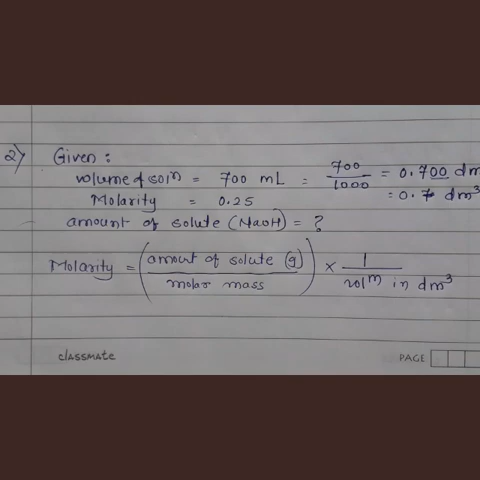 2) Given :
volume of solⁿ = 700 mL = 700/1000 = 0.700 dm
Molarity = 0.25 = 0.7 dm³
amount of solute (NaOH) = ?
Molarity = (amount of solute (g) / molar mass) × 1 / volᵐ in dm³
classmate PAGE